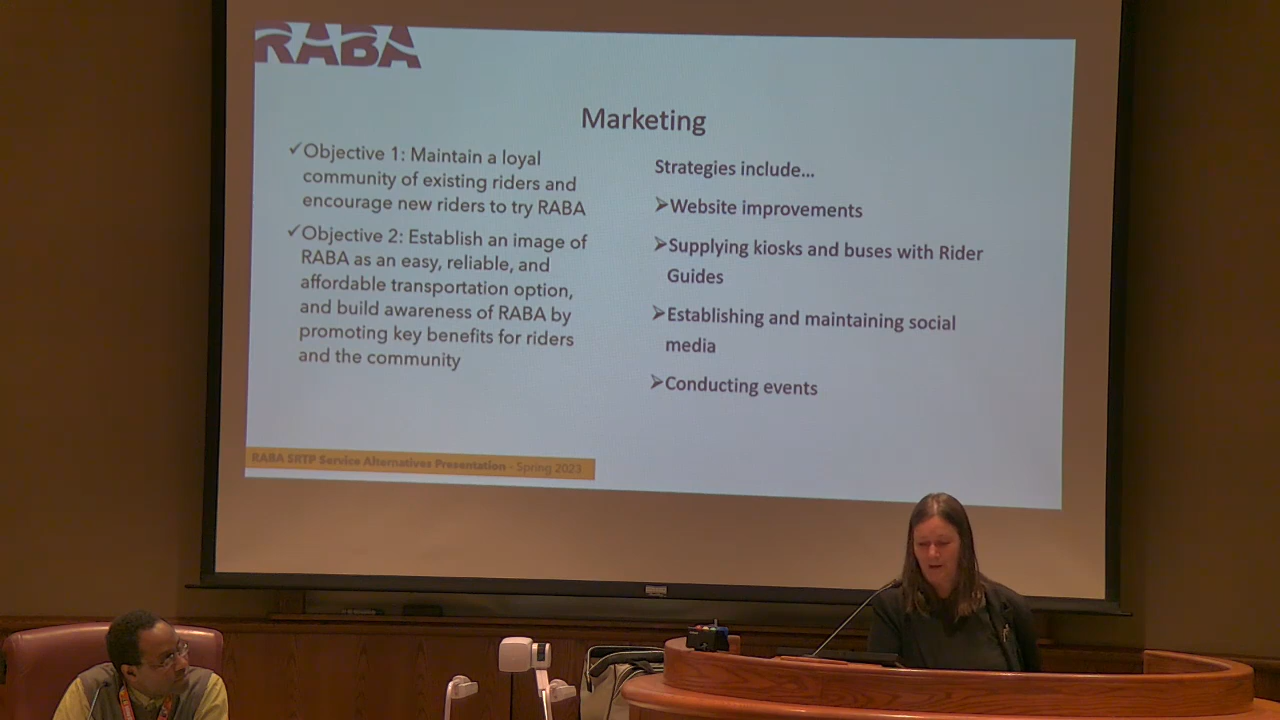 RABA
Marketing
✓Objective 1: Maintain a loyal
community of existing riders and
encourage new riders to try RABA
✓Objective 2: Establish an image of
RABA as an easy, reliable, and
affordable transportation option,
and build awareness of RABA by
promoting key benefits for riders
and the community
Strategies include...
➢Website improvements
➢Supplying kiosks and buses with Rider
Guides
➢Establishing and maintaining social
media
➢Conducting events
RABA SRTP Service Alternatives Presentation - Spring 2023